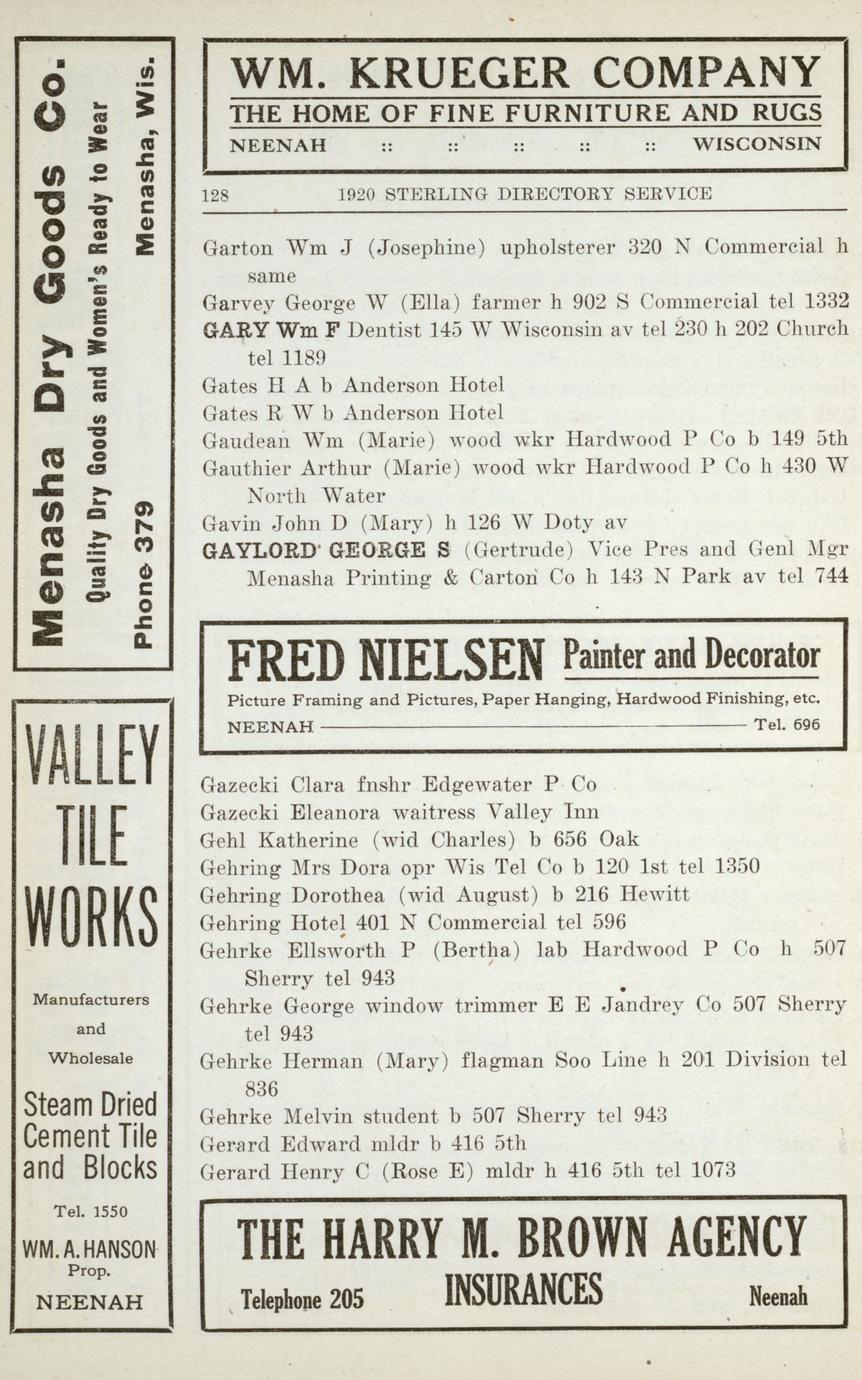 Menasha Dry Goods Co.
Quality Dry Goods and Women's Ready to Wear
Phone 379 Menasha, Wis.
VALLEY
TILE
WORKS
Manufacturers
and
Wholesale
Steam Dried
Cement Tile
and Blocks
Tel. 1550
WM. A. HANSON
Prop.
NEENAH
WM. KRUEGER COMPANY
THE HOME OF FINE FURNITURE AND RUGS
NEENAH :: :: :: :: :: WISCONSIN
128 1920 STERLING DIRECTORY SERVICE
Garton Wm J (Josephine) upholsterer 320 N Commercial h
same
Garvey George W (Ella) farmer h 902 S Commercial tel 1332
GARY Wm F Dentist 145 W Wisconsin av tel 230 h 202 Church
tel 1189
Gates H A b Anderson Hotel
Gates R W b Anderson Hotel
Gaudean Wm (Marie) wood wkr Hardwood P Co b 149 5th
Gauthier Arthur (Marie) wood wkr Hardwood P Co h 430 W
North Water
Gavin John D (Mary) h 126 W Doty av
GAYLORD GEORGE S (Gertrude) Vice Pres and Genl Mgr
Menasha Printing & Carton Co h 143 N Park av tel 744
FRED NIELSEN Painter and Decorator
Picture Framing and Pictures, Paper Hanging, Hardwood Finishing, etc.
NEENAH Tel. 696
Gazecki Clara fnshr Edgewater P Co
Gazecki Eleanora waitress Valley Inn
Gehl Katherine (wid Charles) b 656 Oak
Gehring Mrs Dora opr Wis Tel Co b 120 1st tel 1350
Gehring Dorothea (wid August) b 216 Hewitt
Gehring Hotel 401 N Commercial tel 596
Gehrke Ellsworth P (Bertha) lab Hardwood P Co h 507
Sherry tel 943
Gehrke George window trimmer E E Jandrey Co 507 Sherry
tel 943
Gehrke Herman (Mary) flagman Soo Line h 201 Division tel
836
Gehrke Melvin student b 507 Sherry tel 943
Gerard Edward mldr b 416 5th
Gerard Henry C (Rose E) mldr h 416 5th tel 1073
THE HARRY M. BROWN AGENCY
Telephone 205 INSURANCES Neenah